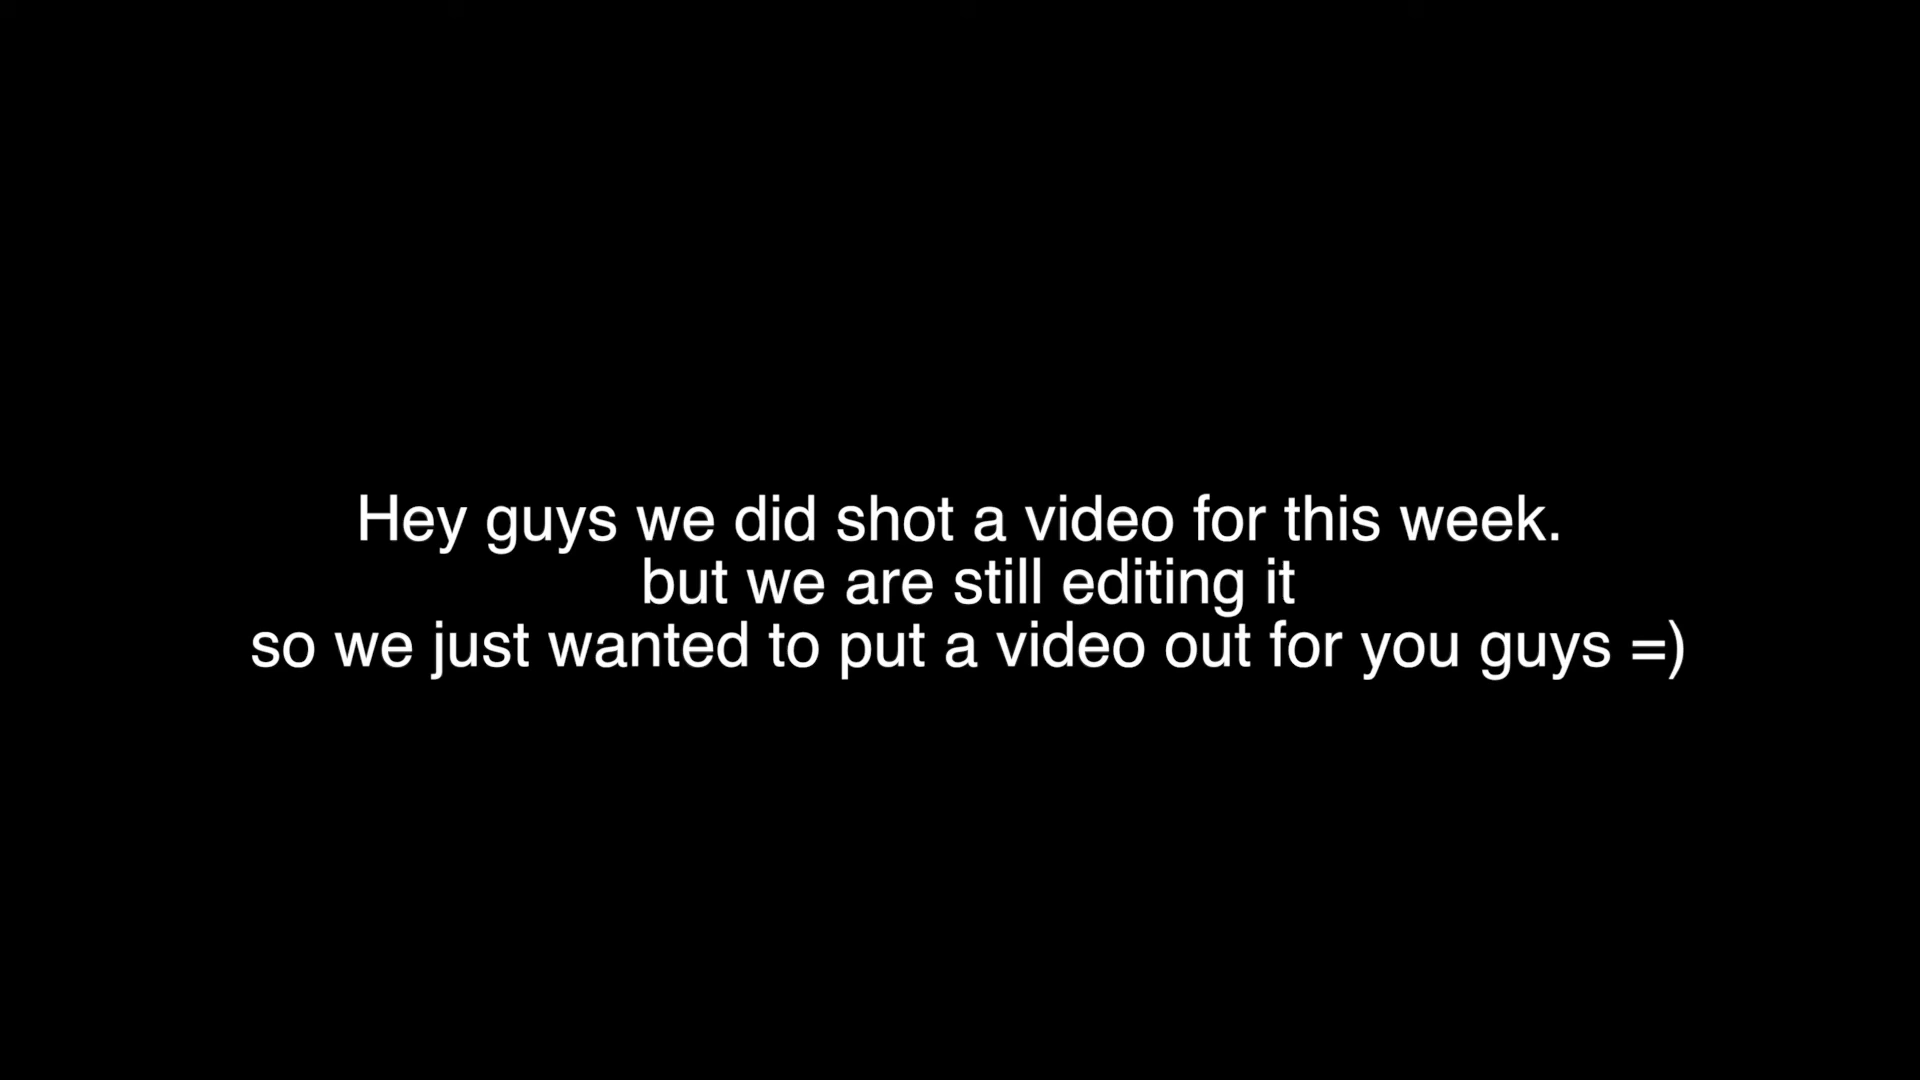 Hey guys we did shot a video for this week.
but we are still editing it
so we just wanted to put a video out for you guys =)